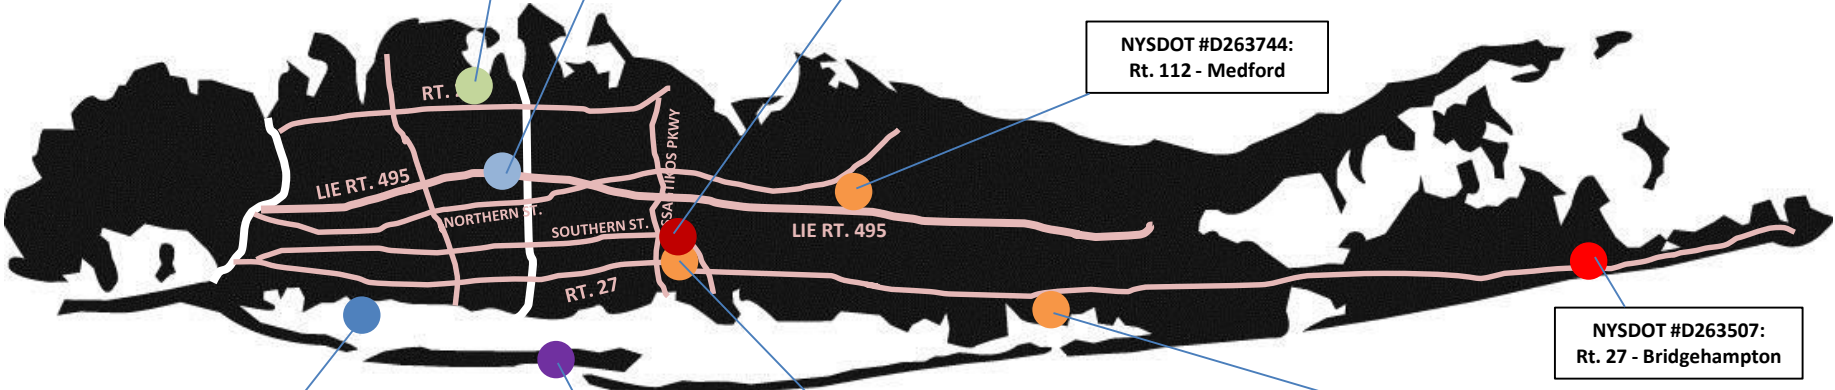 NYSDOT #D263744:
Rt. 112 - Medford
RT.
LIE RT. 495
NORTHERN ST.
SOUTHERN ST.
PKWY
LIE RT. 495
RT. 27
NYSDOT #D263507:
Rt. 27 - Bridgehampton